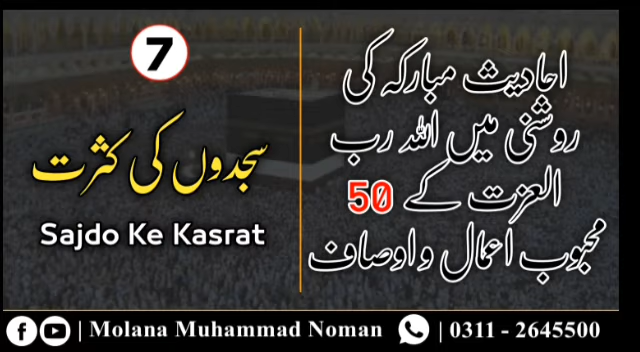 7
سجدوں کی کثرت
Sajdo Ke Kasrat
احادیث مبارکہ کی
روشنی میں اللہ رب
العزت کے 50
محبوب اعمال و اوصاف
| Molana Muhammad Noman | 0311 - 2645500